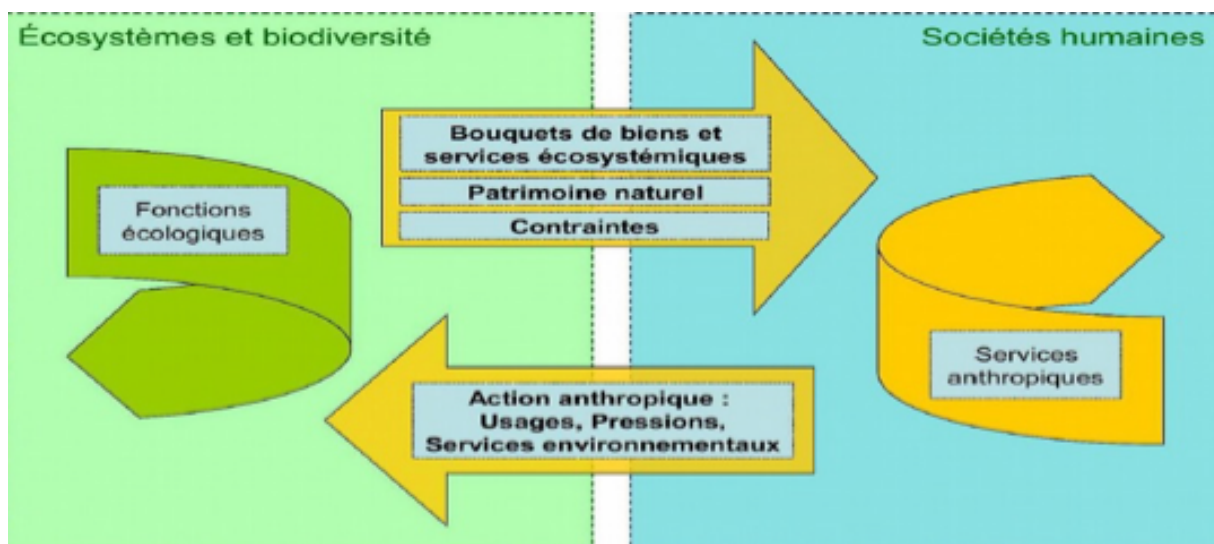 Écosystèmes et biodiversité
Sociétés humaines
Bouquets de biens et
services écosystémiques
Patrimoine naturel
Contraintes
Fonctions
écologiques
Services
anthropiques
Action anthropique :
Usages, Pressions,
Services environnementaux